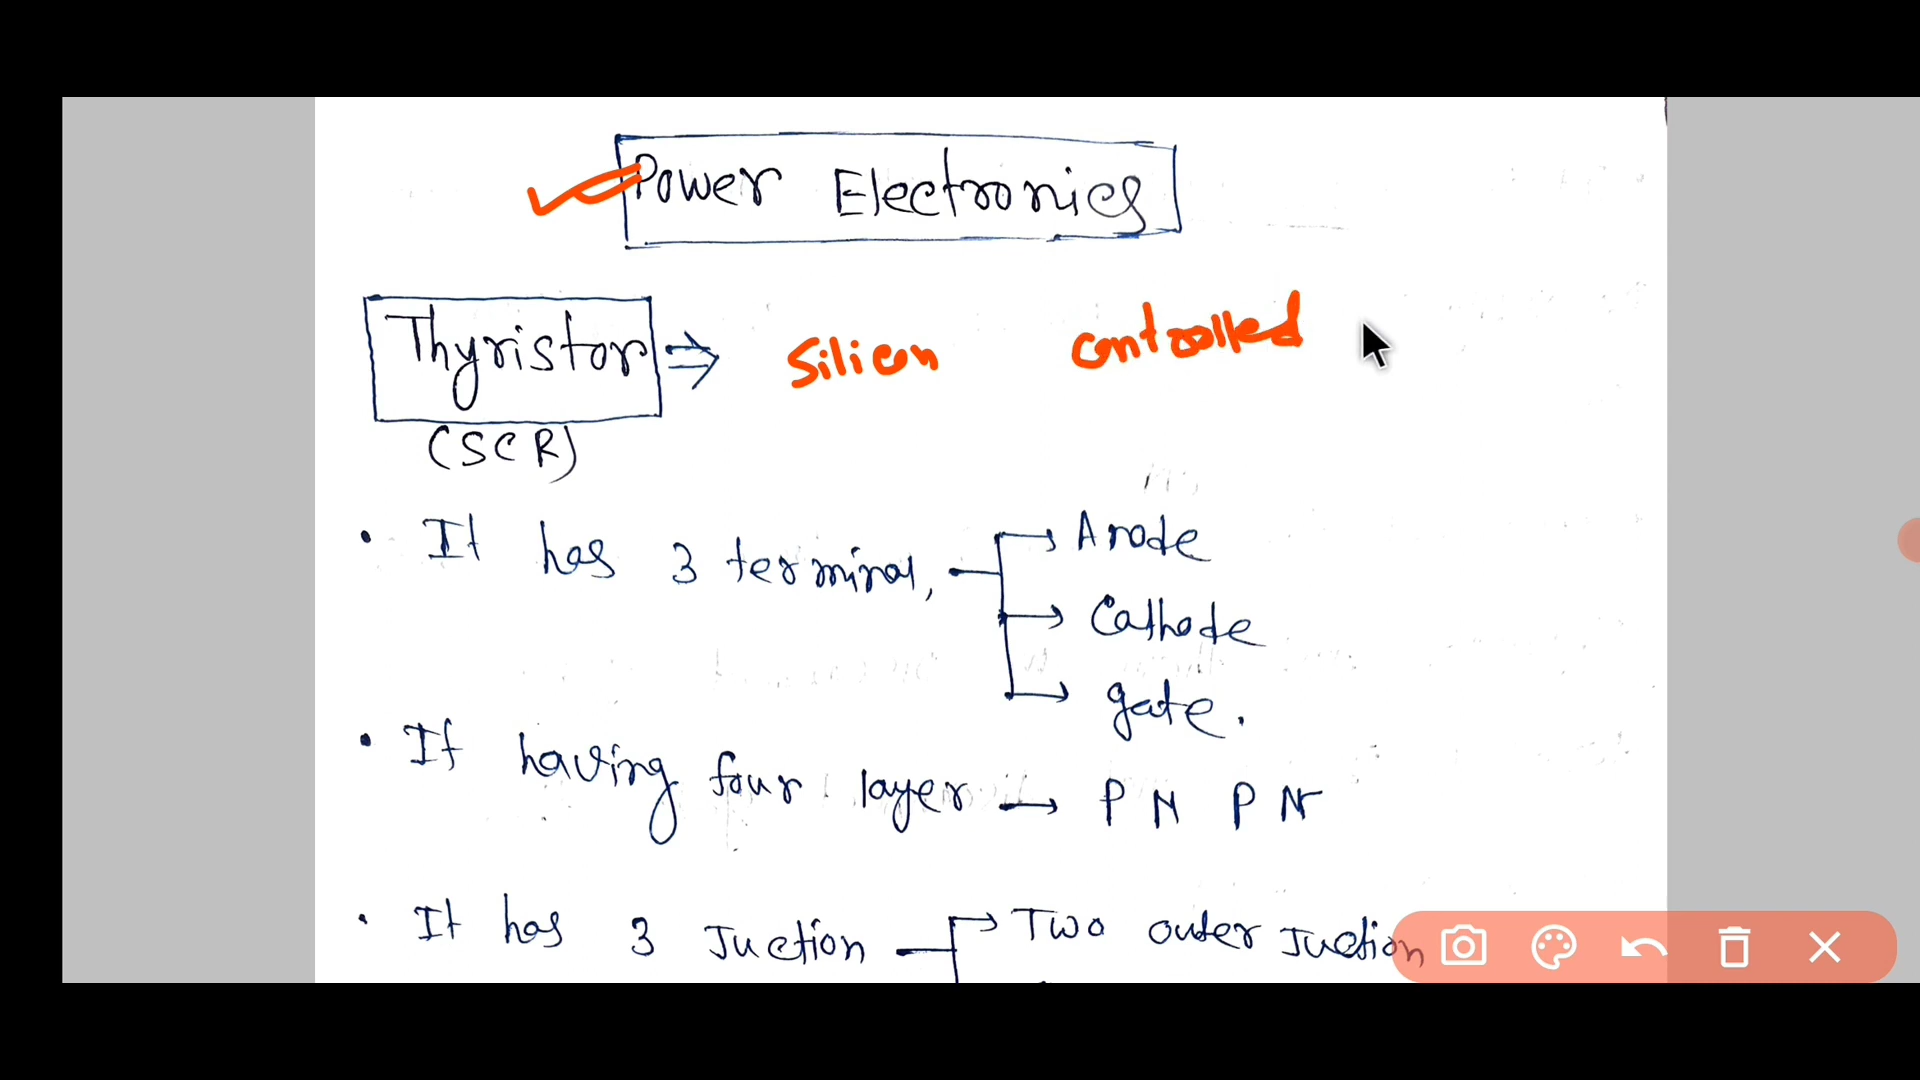 Power Electronics
Thyristor ⇒ Silicon controlled
(SCR)
• It has 3 terminal, → Anode
→ Cathode
→ gate.
• It having four layer → P N P N
• It has 3 Juction → Two outer Juction